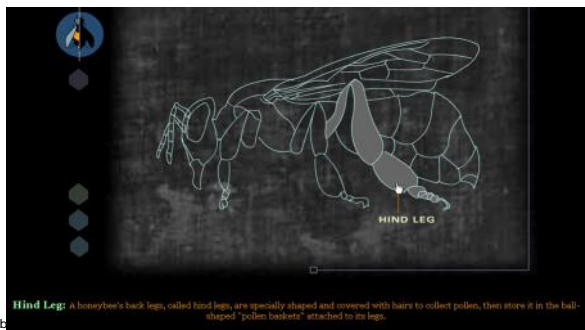 HIND LEG
Hind Leg: A honeybee's back legs, called hind legs, are specially shaped and covered with hairs to collect pollen, then store it in the ball-
shaped "pollen baskets" attached to its legs.
b